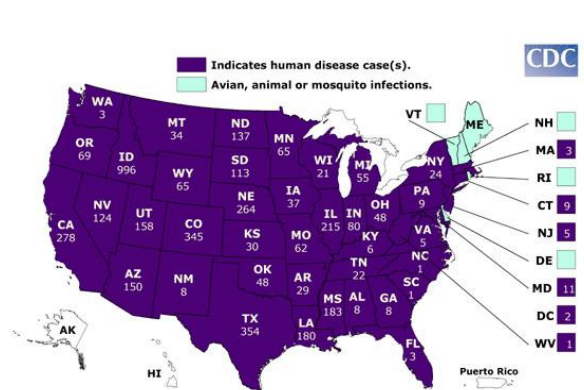 Indicates human disease case(s).
Avian, animal or mosquito infections.
CDC
WA
3
MT
34
ND
137
MN
65
VT
ME
NH
OR
69
ID
996
WY
65
SD
113
WI
21
MI
55
NY
24
MA 3
RI
NV
124
UT
158
CO
345
NE
264
IA
37
IL
215
IN
80
OH
48
PA
9
CT 9
NJ 5
CA
278
KS
30
MO
62
KY
6
VA
5
DE
MD 11
AZ
150
NM
8
OK
48
AR
29
TN
22
NC
1
SC
1
DC 2
WV 1
TX
354
LA
180
MS
183
AL
8
GA
8
FL
3
AK
HI
Puerto Rico